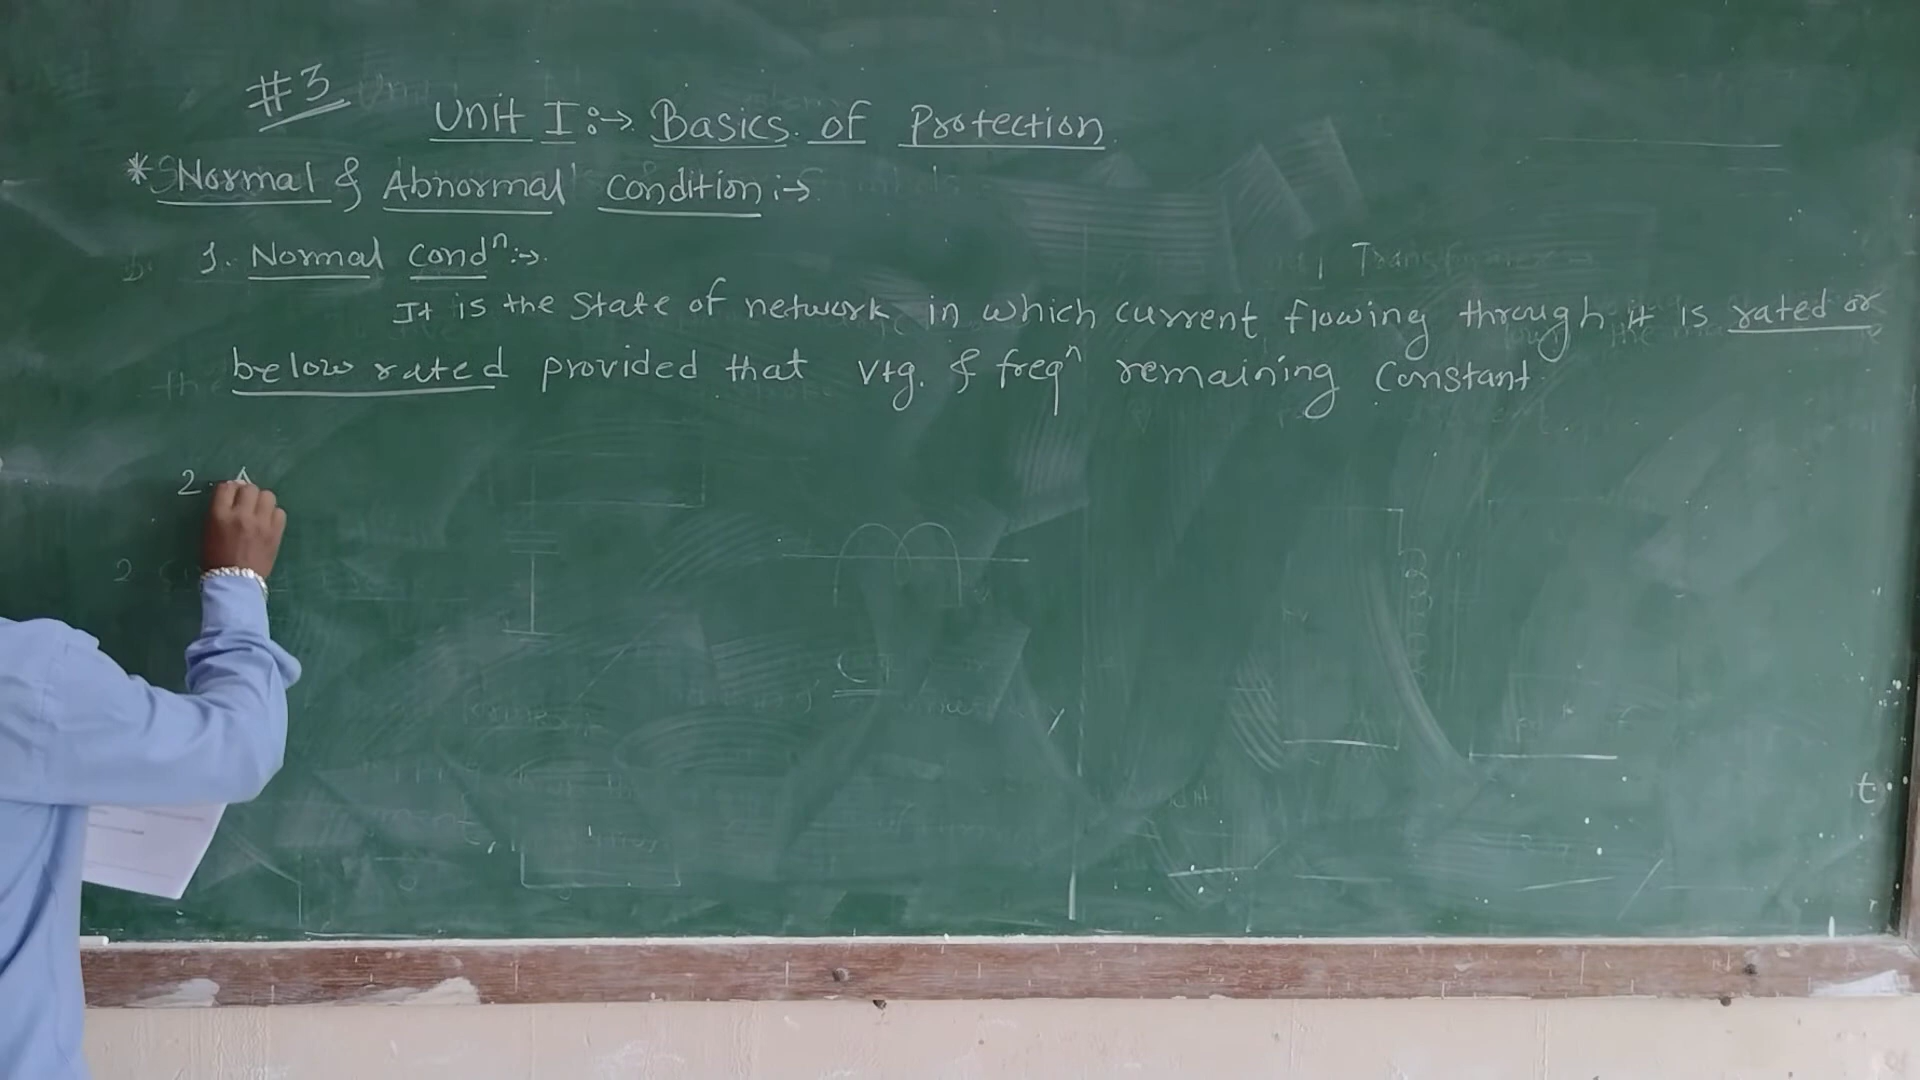 #3
Unit I:→ Basics of Protection
* Normal & Abnormal Condition:→
1. Normal Condⁿ:→
It is the State of network in which current flowing through it is rated or
below rated provided that vtg. & freqⁿ remaining Constant
2. A
t